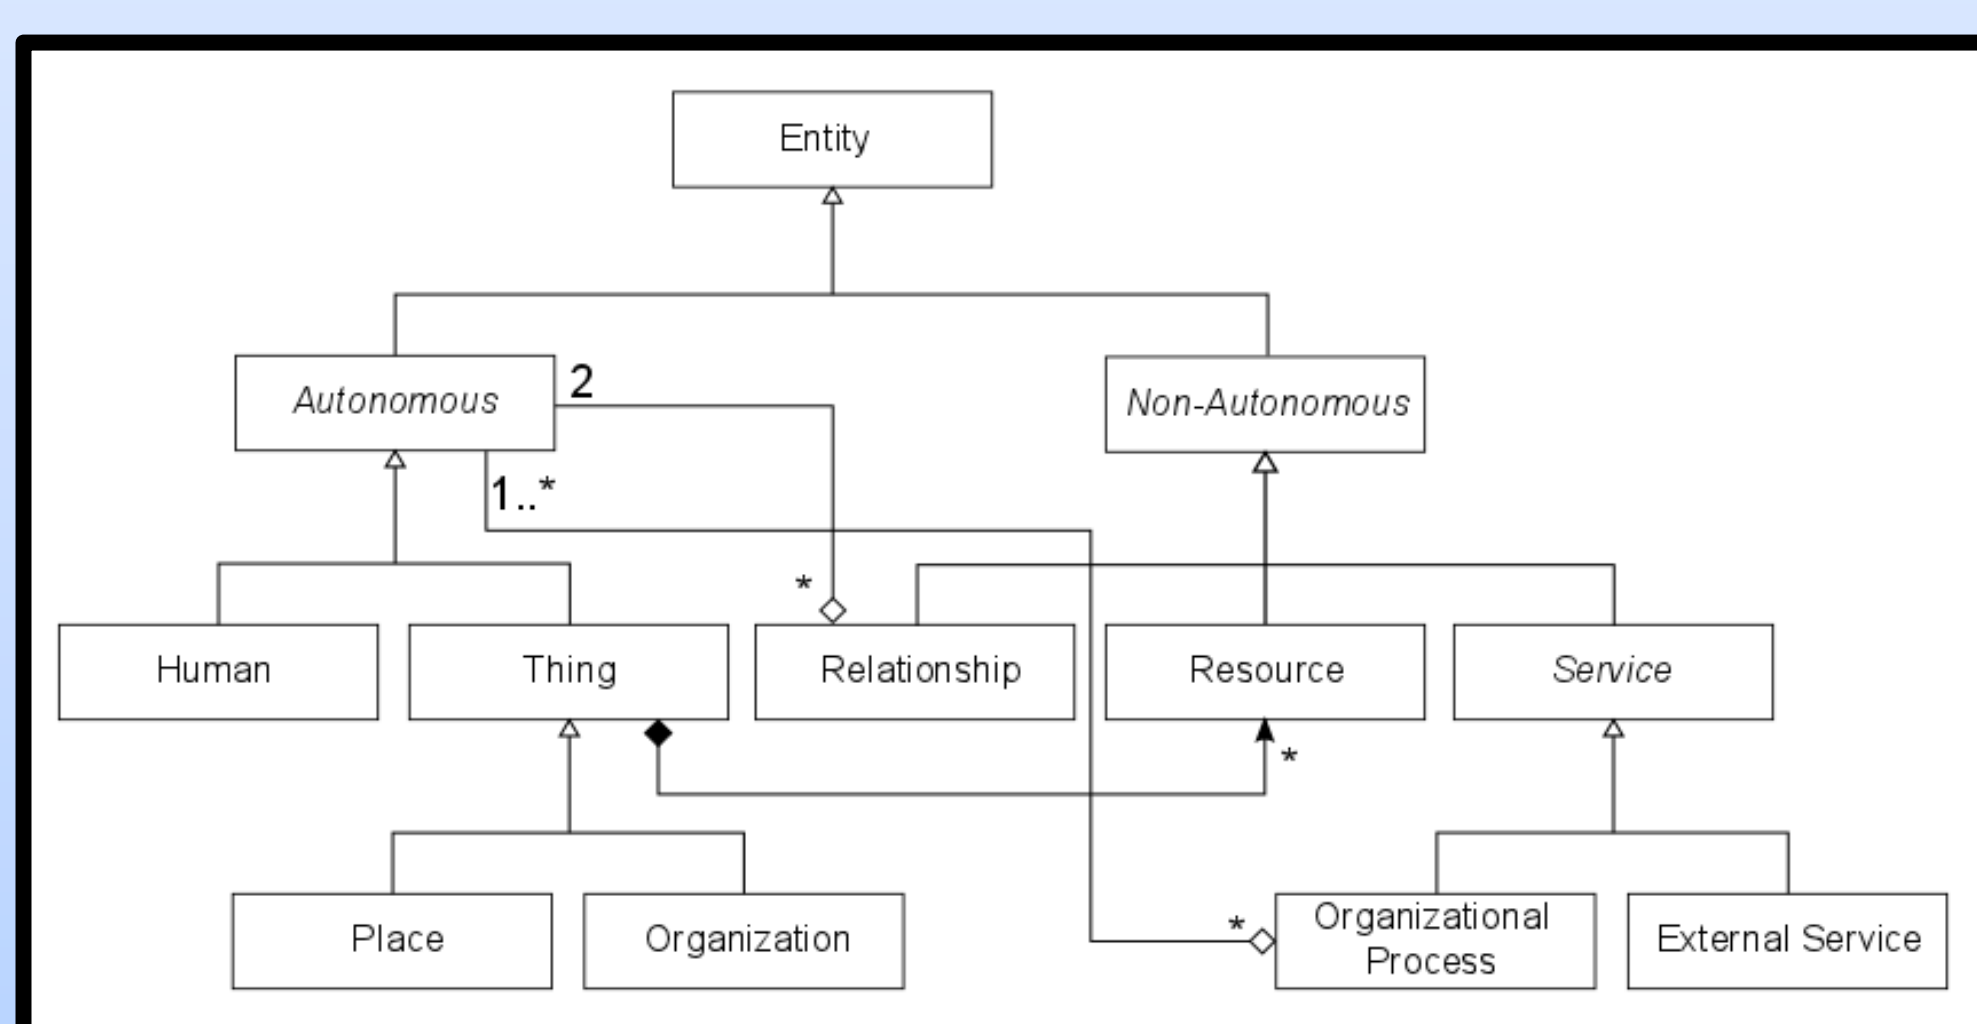 Entity
Autonomous
2
Non-Autonomous
1..*
*
Human
Thing
Relationship
Resource
Service
*
Place
Organization
*
Organizational
Process
External Service